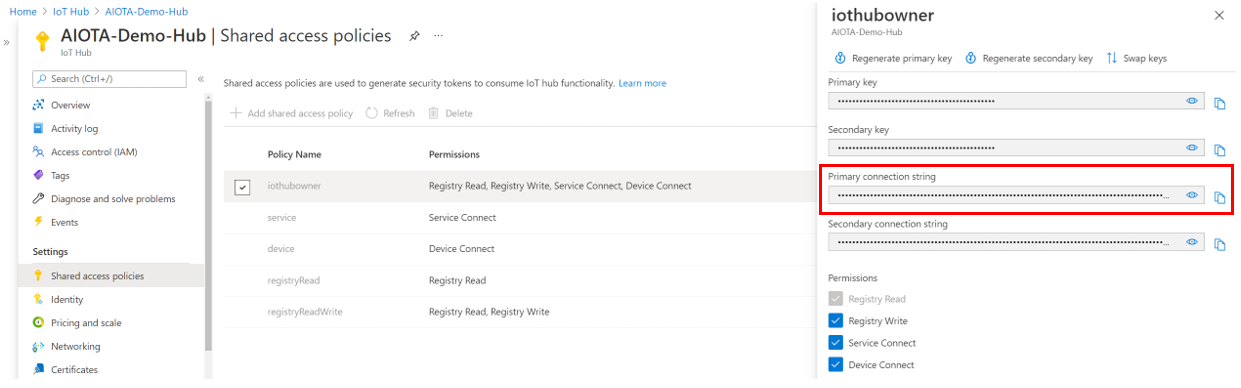 Home > IoT Hub > AIOTA-Demo-Hub
AIOTA-Demo-Hub | Shared access policies ...
IoT Hub
Search (Ctrl+/)
Overview
Activity log
Access control (IAM)
Tags
Diagnose and solve problems
Events
Settings
Shared access policies
Identity
Pricing and scale
Networking
Certificates
Shared access policies are used to generate security tokens to consume IoT hub functionality. Learn more
Add shared access policy Refresh Delete
Policy Name Permissions
iothubowner Registry Read, Registry Write, Service Connect, Device Connect
service Service Connect
device Device Connect
registryRead Registry Read
registryReadWrite Registry Read, Registry Write
iothubowner
AIOTA-Demo-Hub
Regenerate primary key Regenerate secondary key Swap keys
Primary key
Secondary key
Primary connection string
Secondary connection string
Permissions
Registry Read
Registry Write
Service Connect
Device Connect